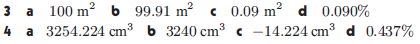 3 a 100 m² b 99.91 m² c 0.09 m² d 0.090%
4 a 3254.224 cm³ b 3240 cm³ c −14.224 cm³ d 0.437%